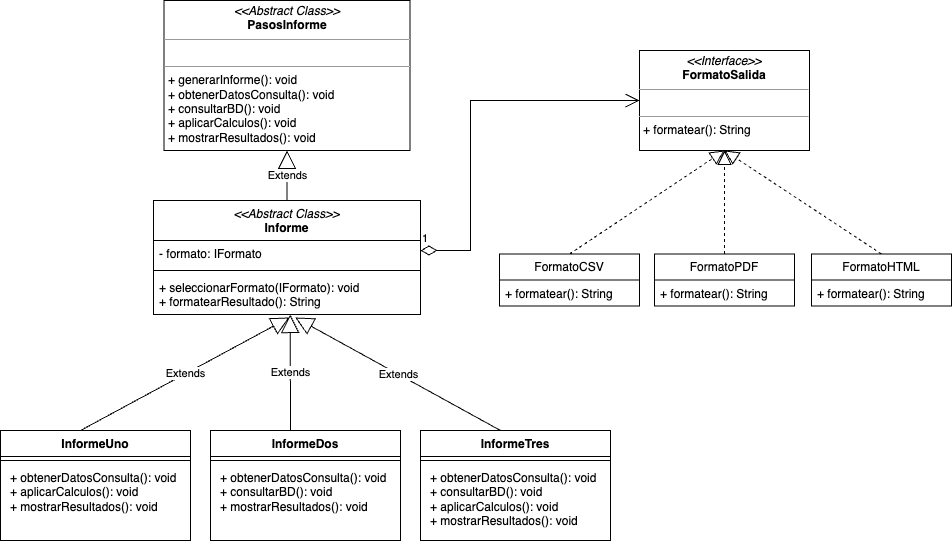 <<Abstract Class>>
PasosInforme
+ generarInforme(): void
+ obtenerDatosConsulta(): void
+ consultarBD(): void
+ aplicarCalculos(): void
+ mostrarResultados(): void
Extends
<<Abstract Class>>
Informe
- formato: IFormato
+ seleccionarFormato(IFormato): void
+ formatearResultado(): String
1
<<Interface>>
FormatoSalida
+ formatear(): String
FormatoCSV
+ formatear(): String
FormatoPDF
+ formatear(): String
FormatoHTML
+ formatear(): String
Extends
Extends
Extends
InformeUno
+ obtenerDatosConsulta(): void
+ aplicarCalculos(): void
+ mostrarResultados(): void
InformeDos
+ obtenerDatosConsulta(): void
+ consultarBD(): void
+ mostrarResultados(): void
InformeTres
+ obtenerDatosConsulta(): void
+ consultarBD(): void
+ aplicarCalculos(): void
+ mostrarResultados(): void